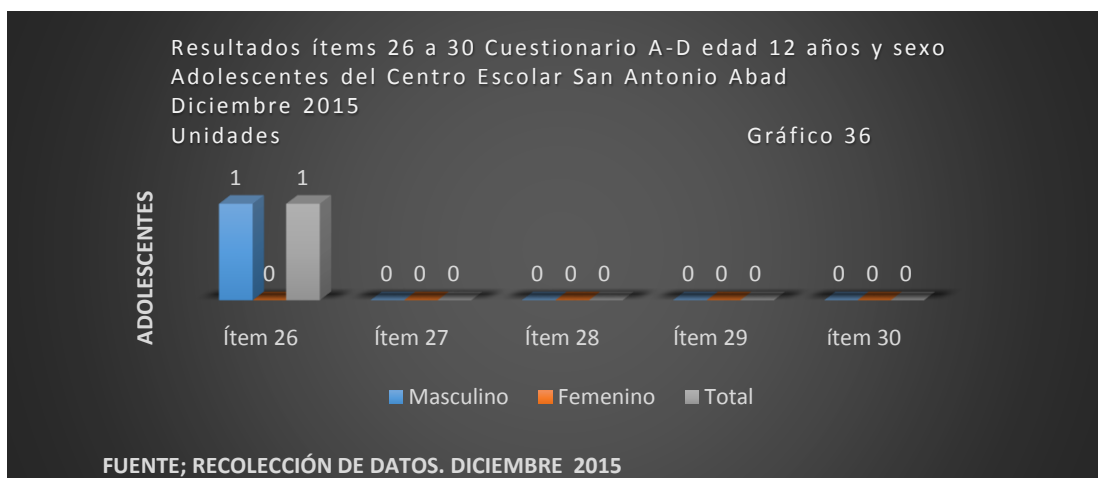 Resultados ítems 26 a 30 Cuestionario A-D edad 12 años y sexo
Adolescentes del Centro Escolar San Antonio Abad
Diciembre 2015
Unidades Gráfico 36
1 0 1 0 0 0 0 0 0 0 0 0 0 0 0
ADOLESCENTES
Ítem 26 Ítem 27 Ítem 28 Ítem 29 ítem 30
Masculino Femenino Total
FUENTE; RECOLECCIÓN DE DATOS. DICIEMBRE 2015